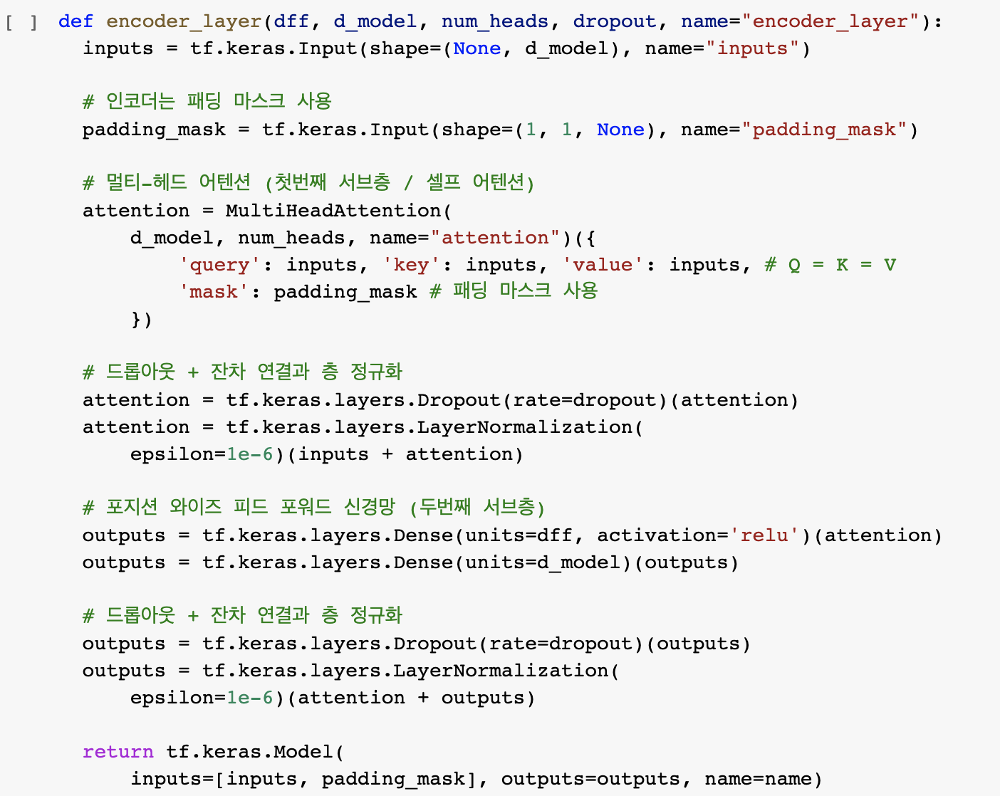 [ ] def encoder_layer(dff, d_model, num_heads, dropout, name="encoder_layer"):
  inputs = tf.keras.Input(shape=(None, d_model), name="inputs")

  # 인코더는 패딩 마스크 사용
  padding_mask = tf.keras.Input(shape=(1, 1, None), name="padding_mask")

  # 멀티-헤드 어텐션 (첫번째 서브층 / 셀프 어텐션)
  attention = MultiHeadAttention(
      d_model, num_heads, name="attention")({
          'query': inputs, 'key': inputs, 'value': inputs, # Q = K = V
          'mask': padding_mask # 패딩 마스크 사용
      })

  # 드롭아웃 + 잔차 연결과 층 정규화
  attention = tf.keras.layers.Dropout(rate=dropout)(attention)
  attention = tf.keras.layers.LayerNormalization(
      epsilon=1e-6)(inputs + attention)

  # 포지션 와이즈 피드 포워드 신경망 (두번째 서브층)
  outputs = tf.keras.layers.Dense(units=dff, activation='relu')(attention)
  outputs = tf.keras.layers.Dense(units=d_model)(outputs)

  # 드롭아웃 + 잔차 연결과 층 정규화
  outputs = tf.keras.layers.Dropout(rate=dropout)(outputs)
  outputs = tf.keras.layers.LayerNormalization(
      epsilon=1e-6)(attention + outputs)

  return tf.keras.Model(
      inputs=[inputs, padding_mask], outputs=outputs, name=name)